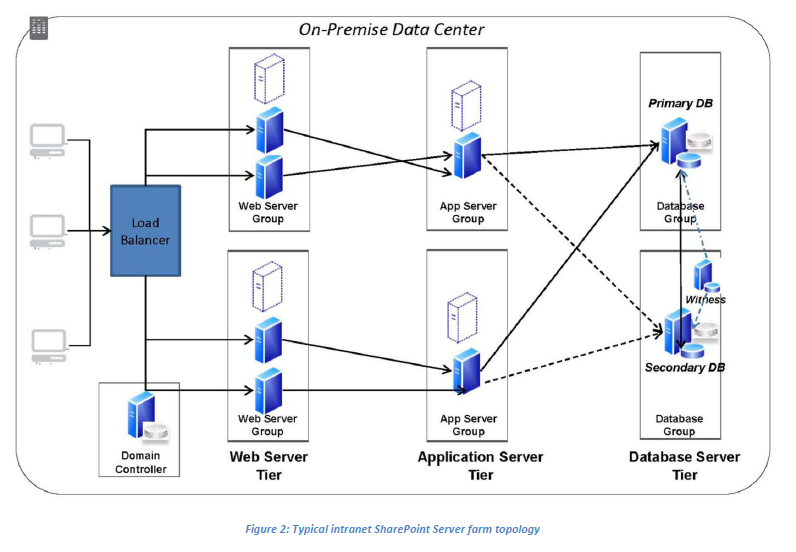 On-Premise Data Center
Primary DB
Load
Balancer
Web Server
Group
App Server
Group
Database
Group
Witness
Secondary DB
Web Server
Group
App Server
Group
Database
Group
Domain
Controller
Web Server
Tier
Application Server
Tier
Database Server
Tier
Figure 2: Typical intranet SharePoint Server farm topology